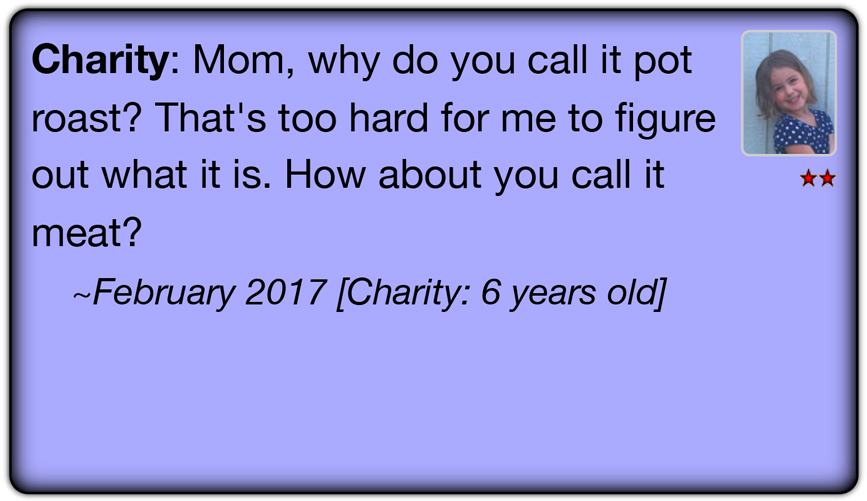 Charity: Mom, why do you call it pot
roast? That's too hard for me to figure
out what it is. How about you call it
meat?
~February 2017 [Charity: 6 years old]